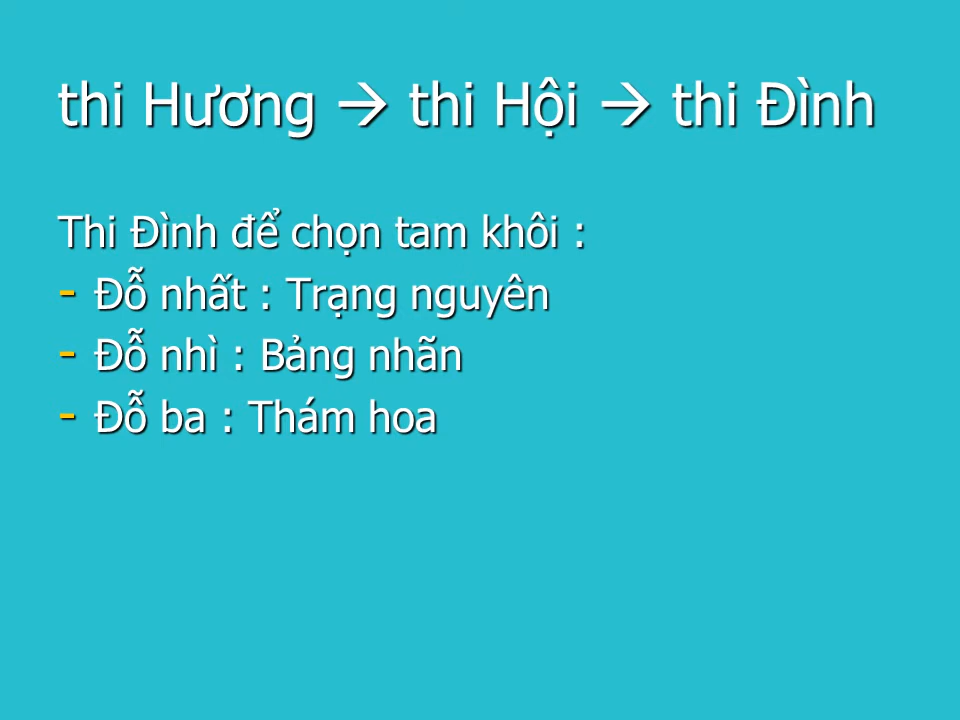 thi Hương → thi Hội → thi Đình
Thi Đình để chọn tam khôi :
- Đỗ nhất : Trạng nguyên
- Đỗ nhì : Bảng nhãn
- Đỗ ba : Thám hoa